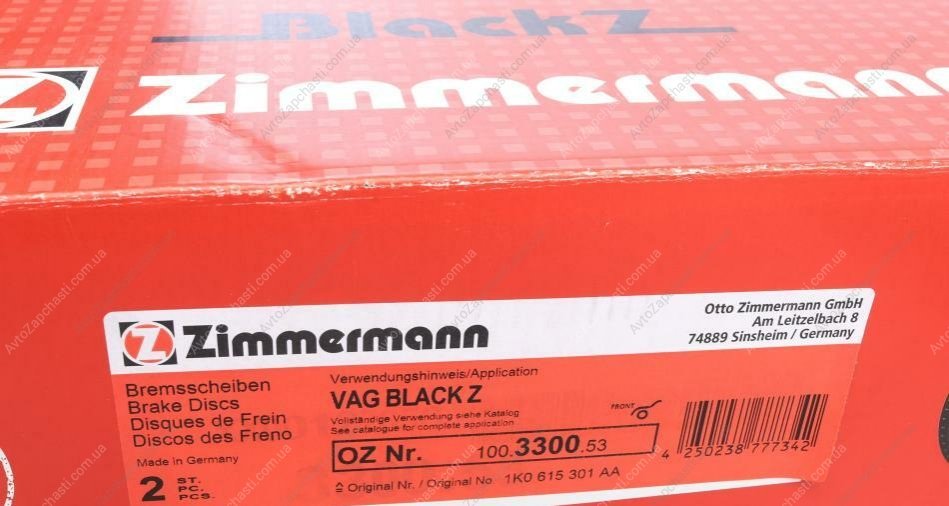 BlackZ
Zimmermann
Zimmermann
Otto Zimmermann GmbH
Am Leitzelbach 8
74889 Sinsheim / Germany
Bremsscheiben
Brake Discs
Disques de Frein
Discos des Freno
Made in Germany
2 ST.
PC.
PCS.
Verwendungshinweis/Application
VAG BLACK Z
Vollständige Verwendung siehe Katalog
See catalogue for complete application
FRONT
OZ Nr. 100.3300.53
≙ Original Nr. / Original No. 1K0 615 301 AA
4 250238 777342
AvtoZapchasti.com.ua